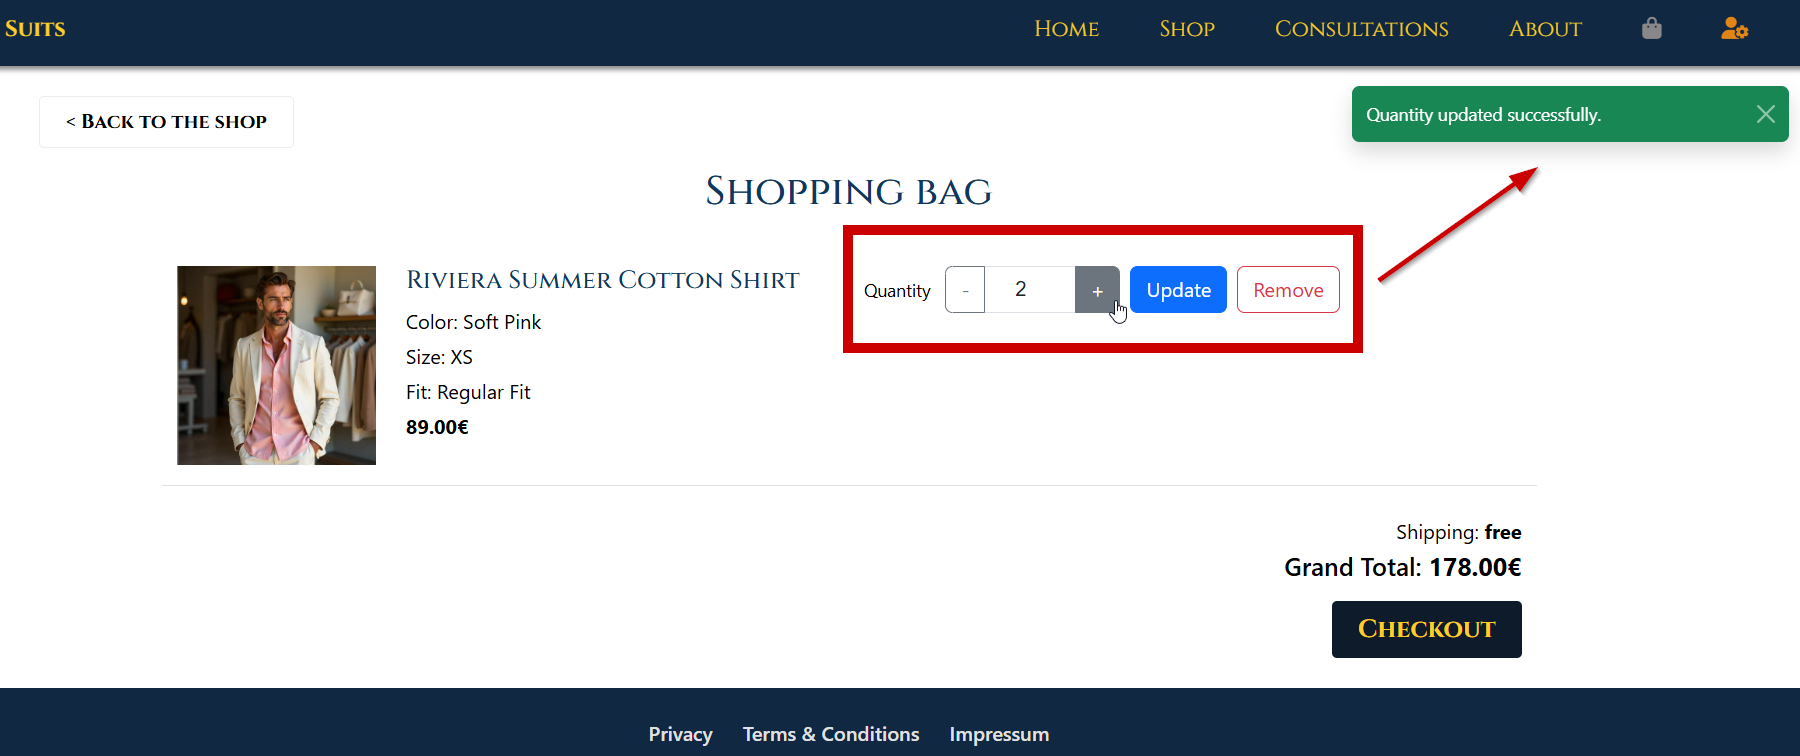 Suits
Home Shop Consultations About
< Back to the shop
Quantity updated successfully.
Shopping bag
Riviera Summer Cotton Shirt
Quantity - 2 + Update Remove
Color: Soft Pink
Size: XS
Fit: Regular Fit
89.00€
Shipping: free
Grand Total: 178.00€
Checkout
Privacy Terms & Conditions Impressum